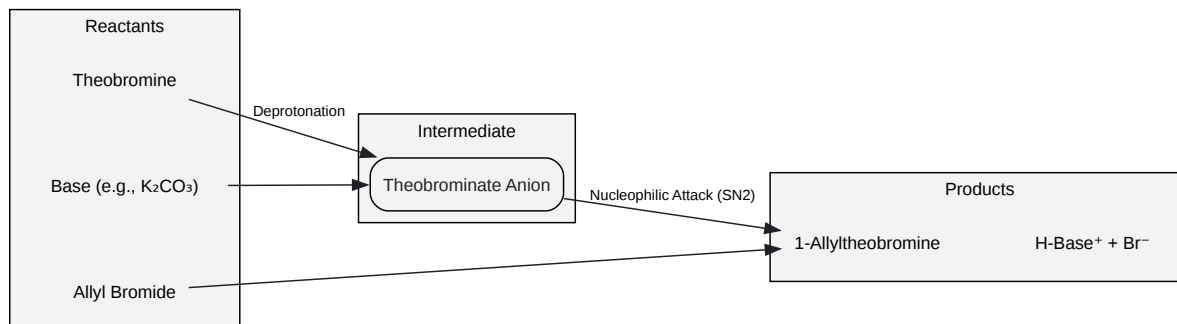 Reactants
Theobromine
Deprotonation
Intermediate
Base (e.g., K₂CO₃)
Theobrominate Anion
Nucleophilic Attack (SN2)
Products
1-Allyltheobromine
H-Base⁺ + Br⁻
Allyl Bromide